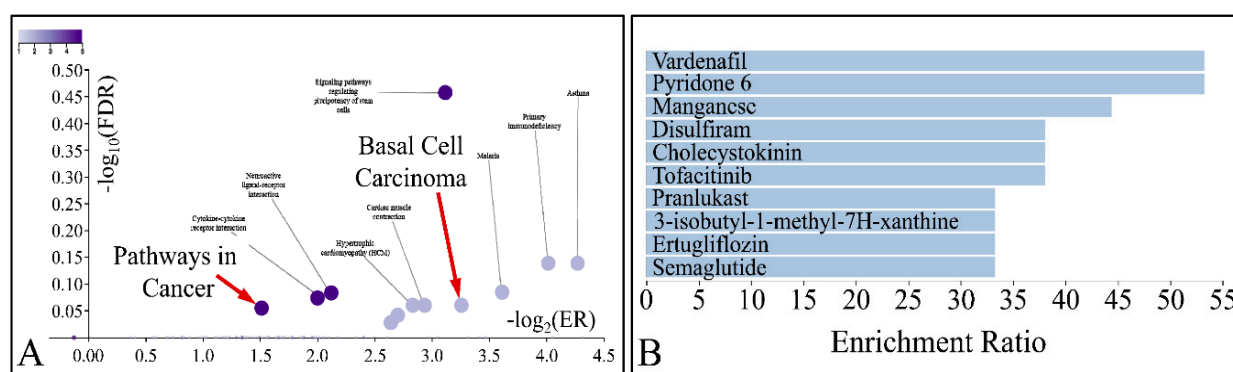 1 2 3 4 5 6
0.50
0.45
0.40
0.35
0.30
0.25
0.20
0.15
0.10
0.05
-log10(FDR)
Signaling pathways
regulating
pluripotency of stem
cells
Asthma
Primary
immunodeficiency
Basal Cell
Carcinoma
Malaria
Neuroactive
ligand-receptor
interaction
Cardiac muscle
contraction
Cytokine-cytokine
receptor interaction
Hypertrophic
cardiomyopathy (HCM)
Pathways in
Cancer
-log2(ER)
A
0.00 0.5 1.0 1.5 2.0 2.5 3.0 3.5 4.0 4.5
Vardenafil
Pyridone 6
Manganese
Disulfiram
Cholecystokinin
Tofacitinib
Pranlukast
3-isobutyl-1-methyl-7H-xanthine
Ertugliflozin
Semaglutide
0 5 10 15 20 25 30 35 40 45 50 55
B
Enrichment Ratio